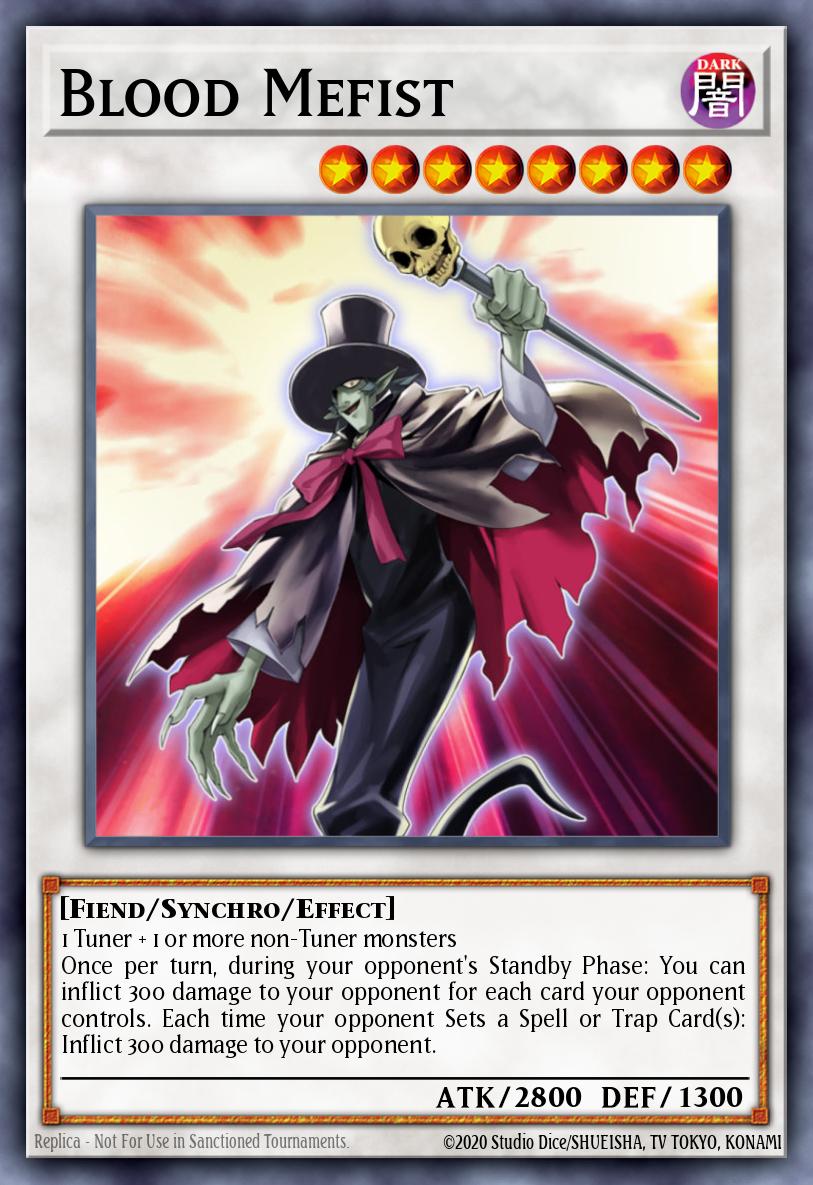 Blood Mefist
DARK
闇
[Fiend/Synchro/Effect]
1 Tuner + 1 or more non-Tuner monsters
Once per turn, during your opponent's Standby Phase: You can
inflict 300 damage to your opponent for each card your opponent
controls. Each time your opponent Sets a Spell or Trap Card(s):
Inflict 300 damage to your opponent.
ATK/2800 DEF/1300
Replica - Not For Use in Sanctioned Tournaments.
©2020 Studio Dice/SHUEISHA, TV TOKYO, KONAMI